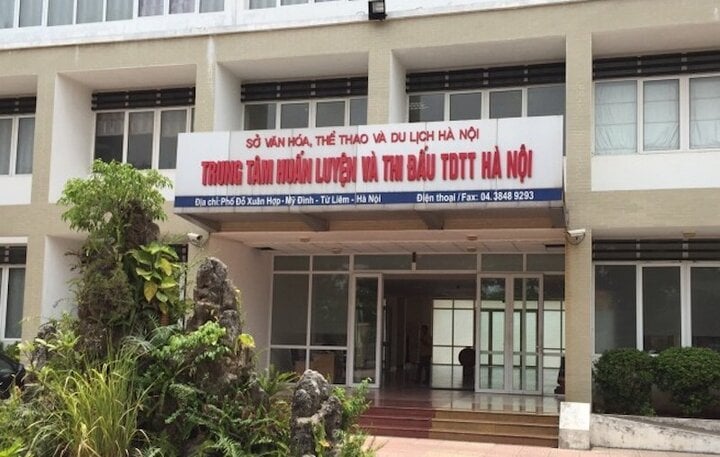 SỞ VĂN HÓA, THỂ THAO VÀ DU LỊCH HÀ NỘI
TRUNG TÂM HUẤN LUYỆN VÀ THI ĐẤU TDTT HÀ NỘI
Địa chỉ: Phố Đỗ Xuân Hợp - Mỹ Đình - Từ Liêm - Hà Nội Điện thoại / Fax: 04. 3848 9293